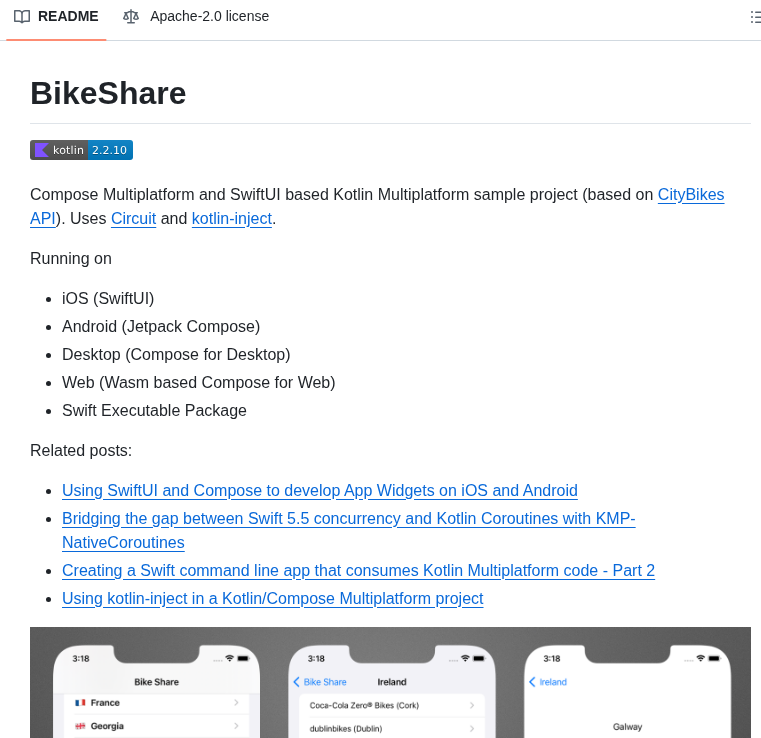 README Apache-2.0 license
BikeShare
kotlin 2.2.10
Compose Multiplatform and SwiftUI based Kotlin Multiplatform sample project (based on CityBikes
API). Uses Circuit and kotlin-inject.
Running on
• iOS (SwiftUI)
• Android (Jetpack Compose)
• Desktop (Compose for Desktop)
• Web (Wasm based Compose for Web)
• Swift Executable Package
Related posts:
• Using SwiftUI and Compose to develop App Widgets on iOS and Android
• Bridging the gap between Swift 5.5 concurrency and Kotlin Coroutines with KMP-
NativeCoroutines
• Creating a Swift command line app that consumes Kotlin Multiplatform code - Part 2
• Using kotlin-inject in a Kotlin/Compose Multiplatform project
3:18
Bike Share
France
Georgia
3:18
Bike Share Ireland
Coca-Cola Zero® Bikes (Cork)
dublinbikes (Dublin)
3:18
Ireland
Galway